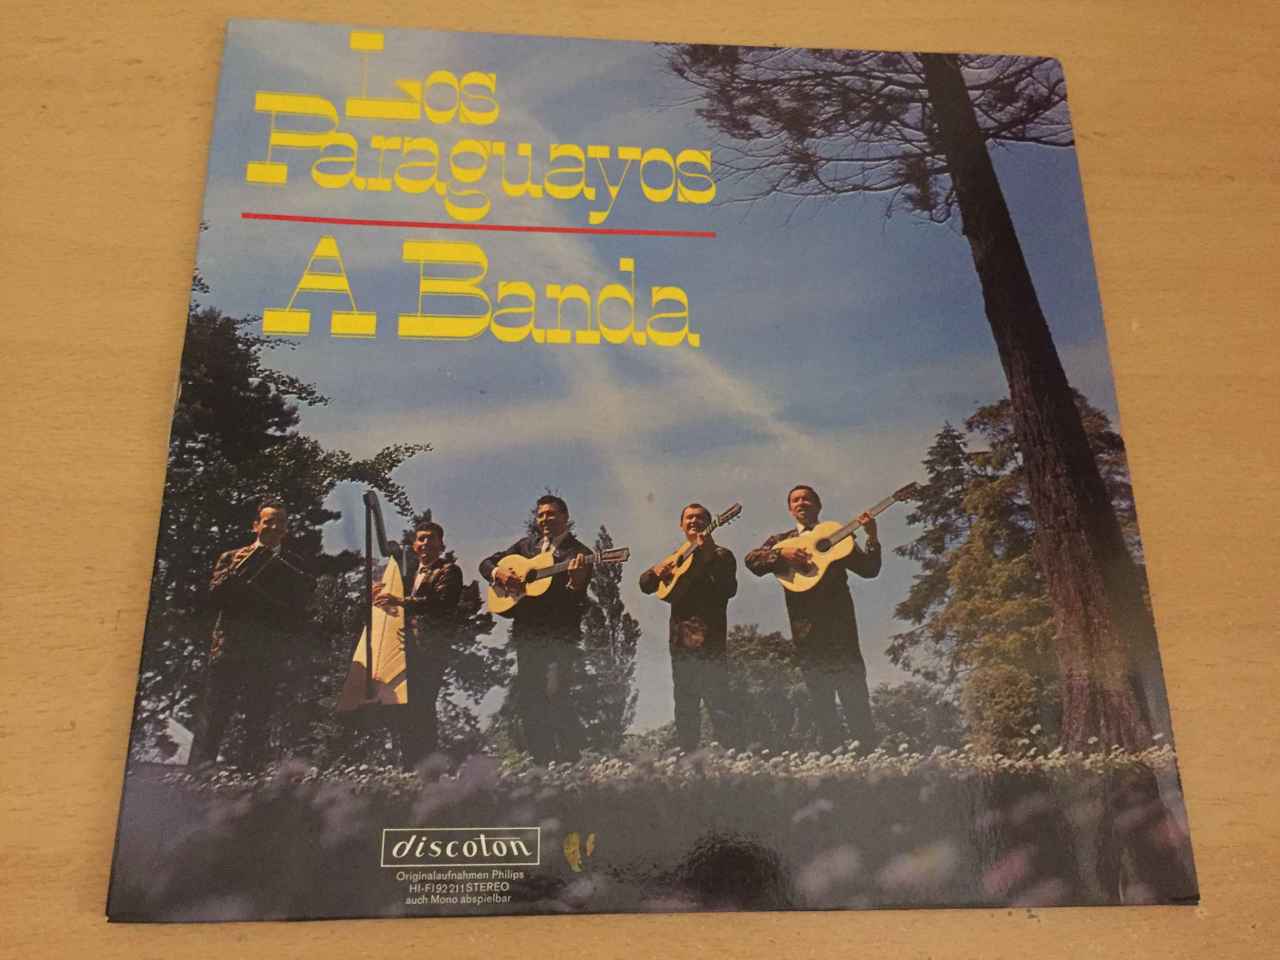 Los
Paraguayos
A Banda
discoton
Originalaufnahmen Philips
HI-FI 92 211 STEREO
auch Mono abspielbar